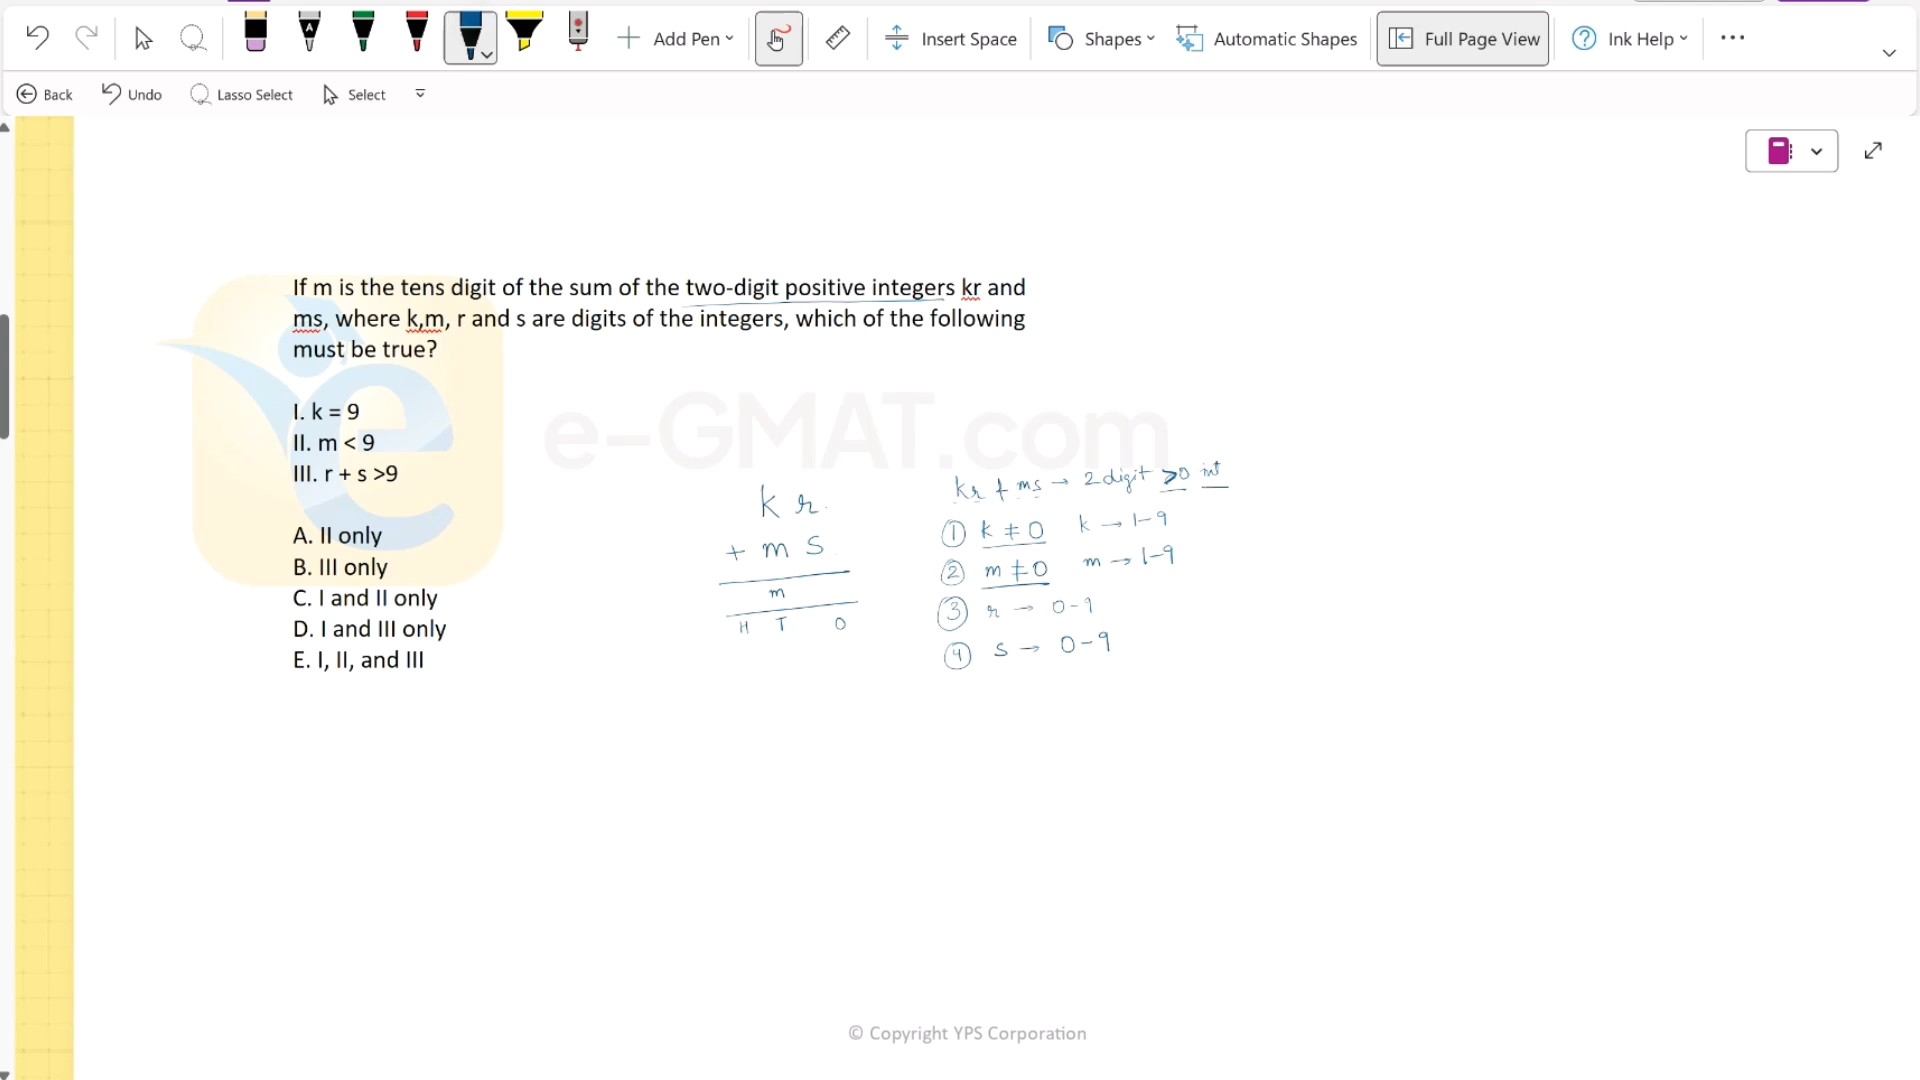 Add Pen
Insert Space
Shapes
Automatic Shapes
Full Page View
Ink Help
Back
Undo
Lasso Select
Select
If m is the tens digit of the sum of the two-digit positive integers kr and
ms, where k,m, r and s are digits of the integers, which of the following
must be true?
I. k = 9
II. m < 9
III. r + s >9
A. II only
B. III only
C. I and II only
D. I and III only
E. I, II, and III
e-GMAT.com
k r
+ m s
m
H T O
kr + ms → 2 digit >0 int
① k ≠ 0 k → 1-9
② m ≠ 0 m → 1-9
③ r → 0-9
④ s → 0-9
© Copyright YPS Corporation